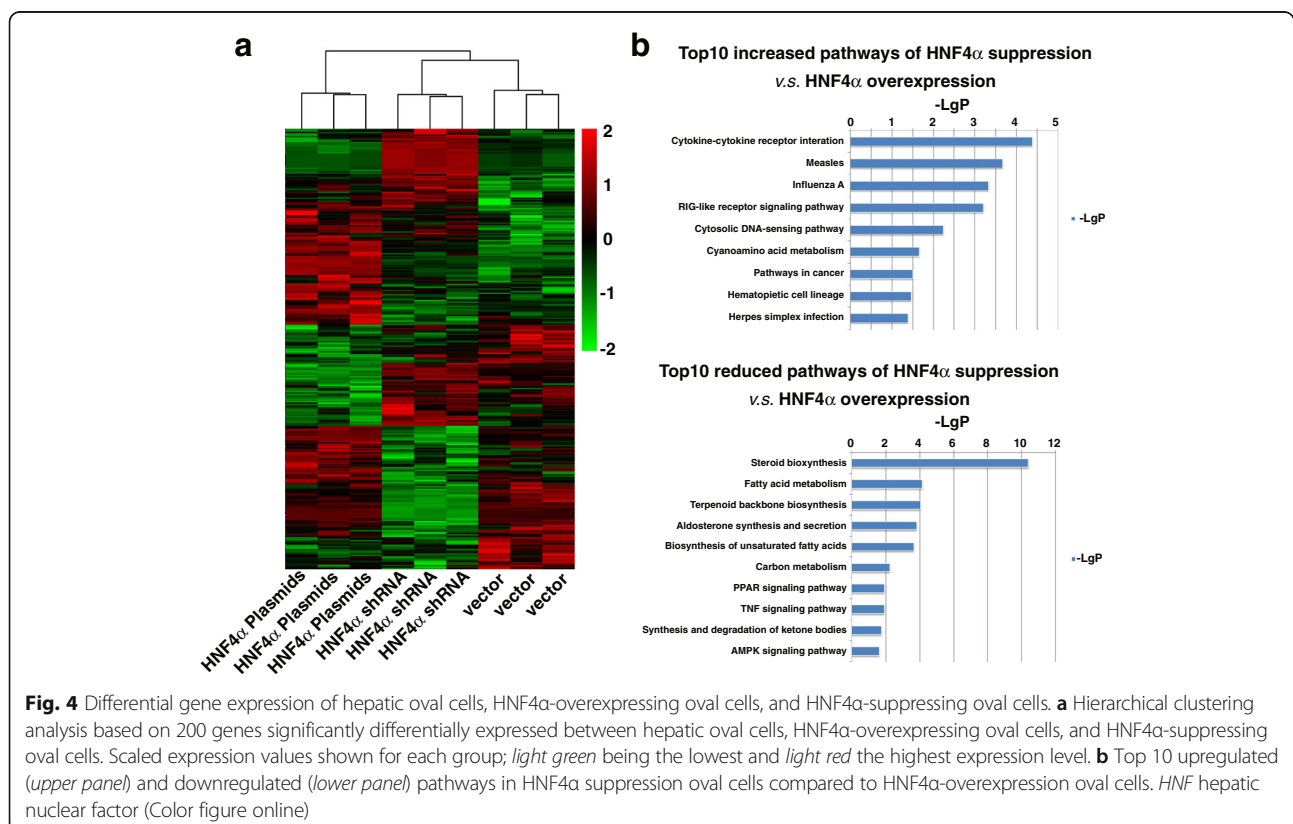 a
2
1
0
-1
-2
HNF4α Plasmids
HNF4α Plasmids
HNF4α Plasmids
HNF4α shRNA
HNF4α shRNA
HNF4α shRNA
vector
vector
vector
b
Top10 increased pathways of HNF4α suppression
v.s. HNF4α overexpression
-LgP
0 1 2 3 4 5
Cytokine-cytokine receptor interation
Measles
Influenza A
RIG-like receptor signaling pathway
Cytosolic DNA-sensing pathway
Cyanoamino acid metabolism
Pathways in cancer
Hematopietic cell lineage
Herpes simplex infection
-LgP
Top10 reduced pathways of HNF4α suppression
v.s. HNF4α overexpression
-LgP
0 2 4 6 8 10 12
Steroid bioxynthesis
Fatty acid metabolism
Terpenoid backbone biosynthesis
Aldosterone synthesis and secretion
Biosynthesis of unsaturated fatty acids
Carbon metabolism
PPAR signaling pathway
TNF signaling pathway
Synthesis and degradation of ketone bodies
AMPK signaling pathway
-LgP
Fig. 4 Differential gene expression of hepatic oval cells, HNF4α-overexpressing oval cells, and HNF4α-suppressing oval cells. a Hierarchical clustering
analysis based on 200 genes significantly differentially expressed between hepatic oval cells, HNF4α-overexpressing oval cells, and HNF4α-suppressing
oval cells. Scaled expression values shown for each group; light green being the lowest and light red the highest expression level. b Top 10 upregulated
(upper panel) and downregulated (lower panel) pathways in HNF4α suppression oval cells compared to HNF4α-overexpression oval cells. HNF hepatic
nuclear factor (Color figure online)